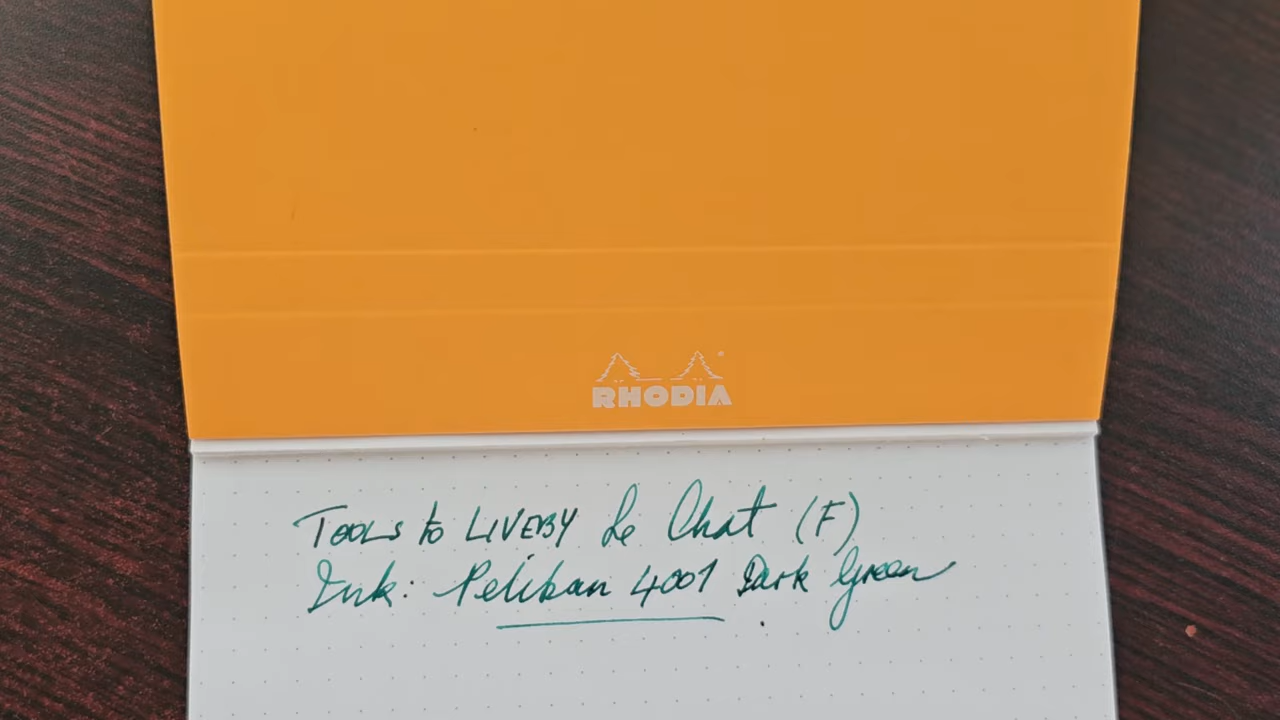 RHODIA
TOOLS to LIVEBY Le Chat (F)
Ink: Pelikan 4001 Dark Green